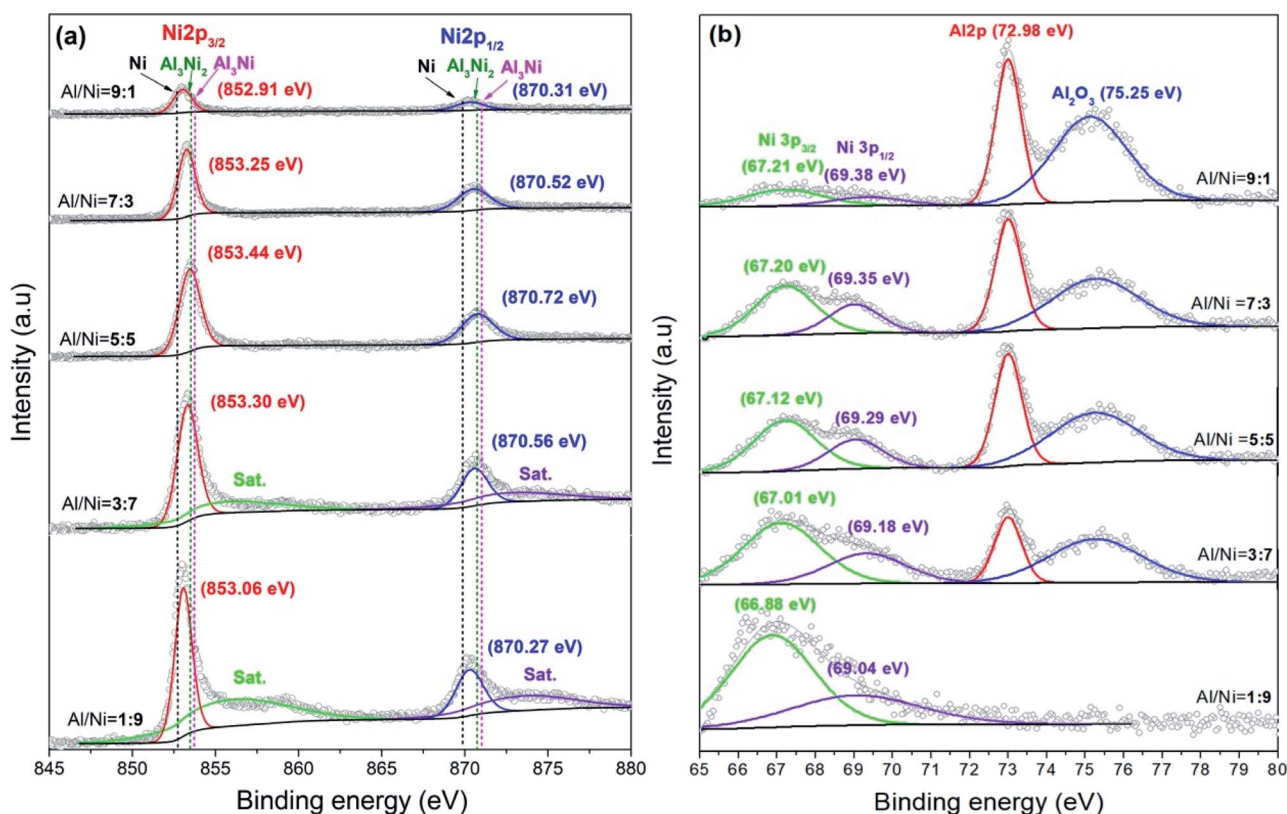 (a)
Ni2p3/2
Ni2p1/2
Ni
Al3Ni2
Al3Ni
Ni
Al3Ni2
Al3Ni
Al/Ni=9:1
(852.91 eV)
(870.31 eV)
(853.25 eV)
(870.52 eV)
Al/Ni=7:3
(853.44 eV)
(870.72 eV)
Al/Ni=5:5
(853.30 eV)
(870.56 eV)
Sat.
Sat.
Al/Ni=3:7
(853.06 eV)
(870.27 eV)
Sat.
Sat.
Al/Ni=1:9
845 850 855 860 865 870 875 880
Binding energy (eV)
Intensity (a.u)
(b)
Al2p (72.98 eV)
Al2O3 (75.25 eV)
Ni 3p3/2
(67.21 eV)
Ni 3p1/2
(69.38 eV)
Al/Ni=9:1
(67.20 eV)
(69.35 eV)
Al/Ni =7:3
(67.12 eV)
(69.29 eV)
Al/Ni =5:5
(67.01 eV)
(69.18 eV)
Al/Ni=3:7
(66.88 eV)
(69.04 eV)
Al/Ni=1:9
65 66 67 68 69 70 71 72 73 74 75 76 77 78 79 80
Binding energy (eV)
Intensity (a.u)